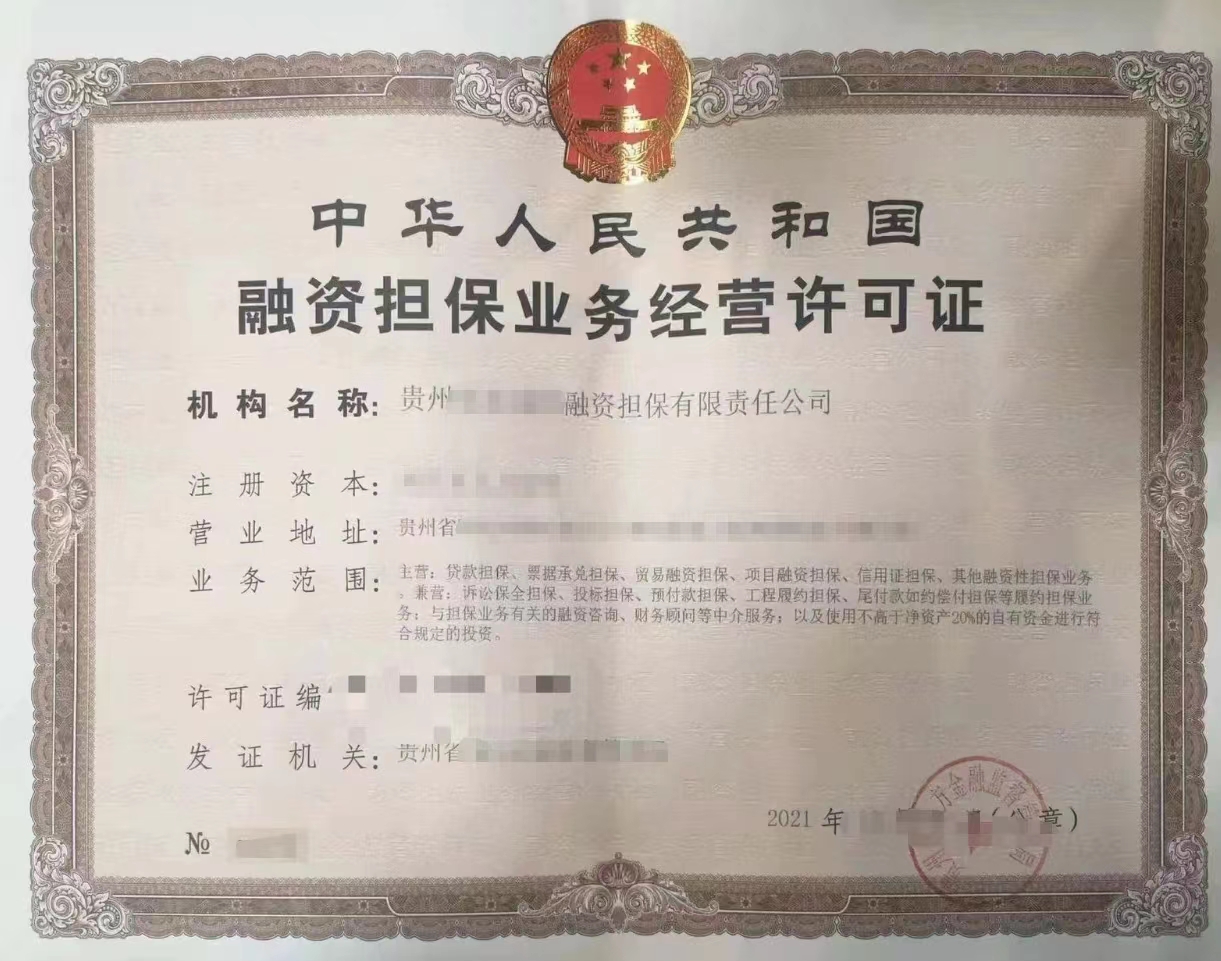 中华人民共和国
融资担保业务经营许可证
机构名称：贵州 融资担保有限责任公司
注册资本：
营业地址：贵州省
业务范围：主营：贷款担保、票据承兑担保、贸易融资担保、项目融资担保、信用证担保、其他融资性担保业务
。兼营：诉讼保全担保、投标担保、预付款担保、工程履约担保、尾付款如约偿付担保等履约担保业
务；与担保业务有关的融资咨询、财务顾问等中介服务；以及使用不高于净资产20%的自有资金进行符
合规定的投资。
许可证编
发证机关：贵州省
方金融监督
2021 年 （ 章）
№